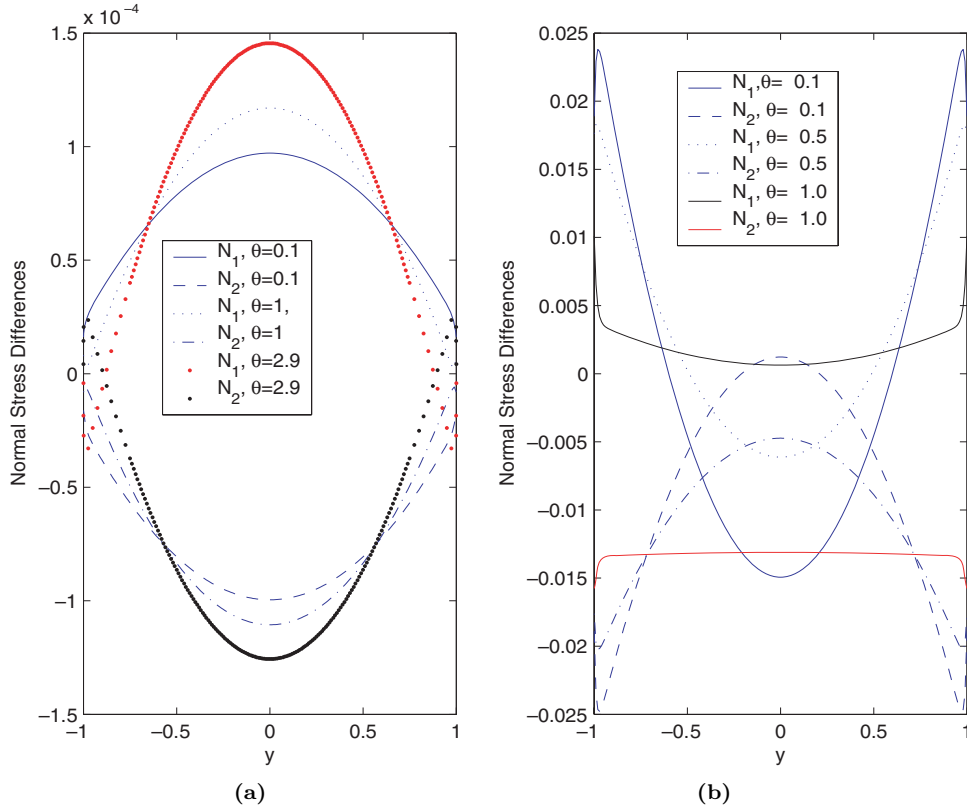 x 10⁻⁴
1.5
1
0.5
0
−0.5
−1
−1.5
−1
−0.5
0
0.5
1
y
Normal Stress Differences
N₁, θ=0.1
N₂, θ=0.1
N₁, θ=1,
N₂, θ=1
N₁, θ=2.9
N₂, θ=2.9
(a)
0.025
0.02
0.015
0.01
0.005
0
−0.005
−0.01
−0.015
−0.02
−0.025
−1
−0.5
0
0.5
1
y
Normal Stress Differences
N₁,θ= 0.1
N₂, θ= 0.1
N₁, θ= 0.5
N₂, θ= 0.5
N₁, θ= 1.0
N₂, θ= 1.0
(b)